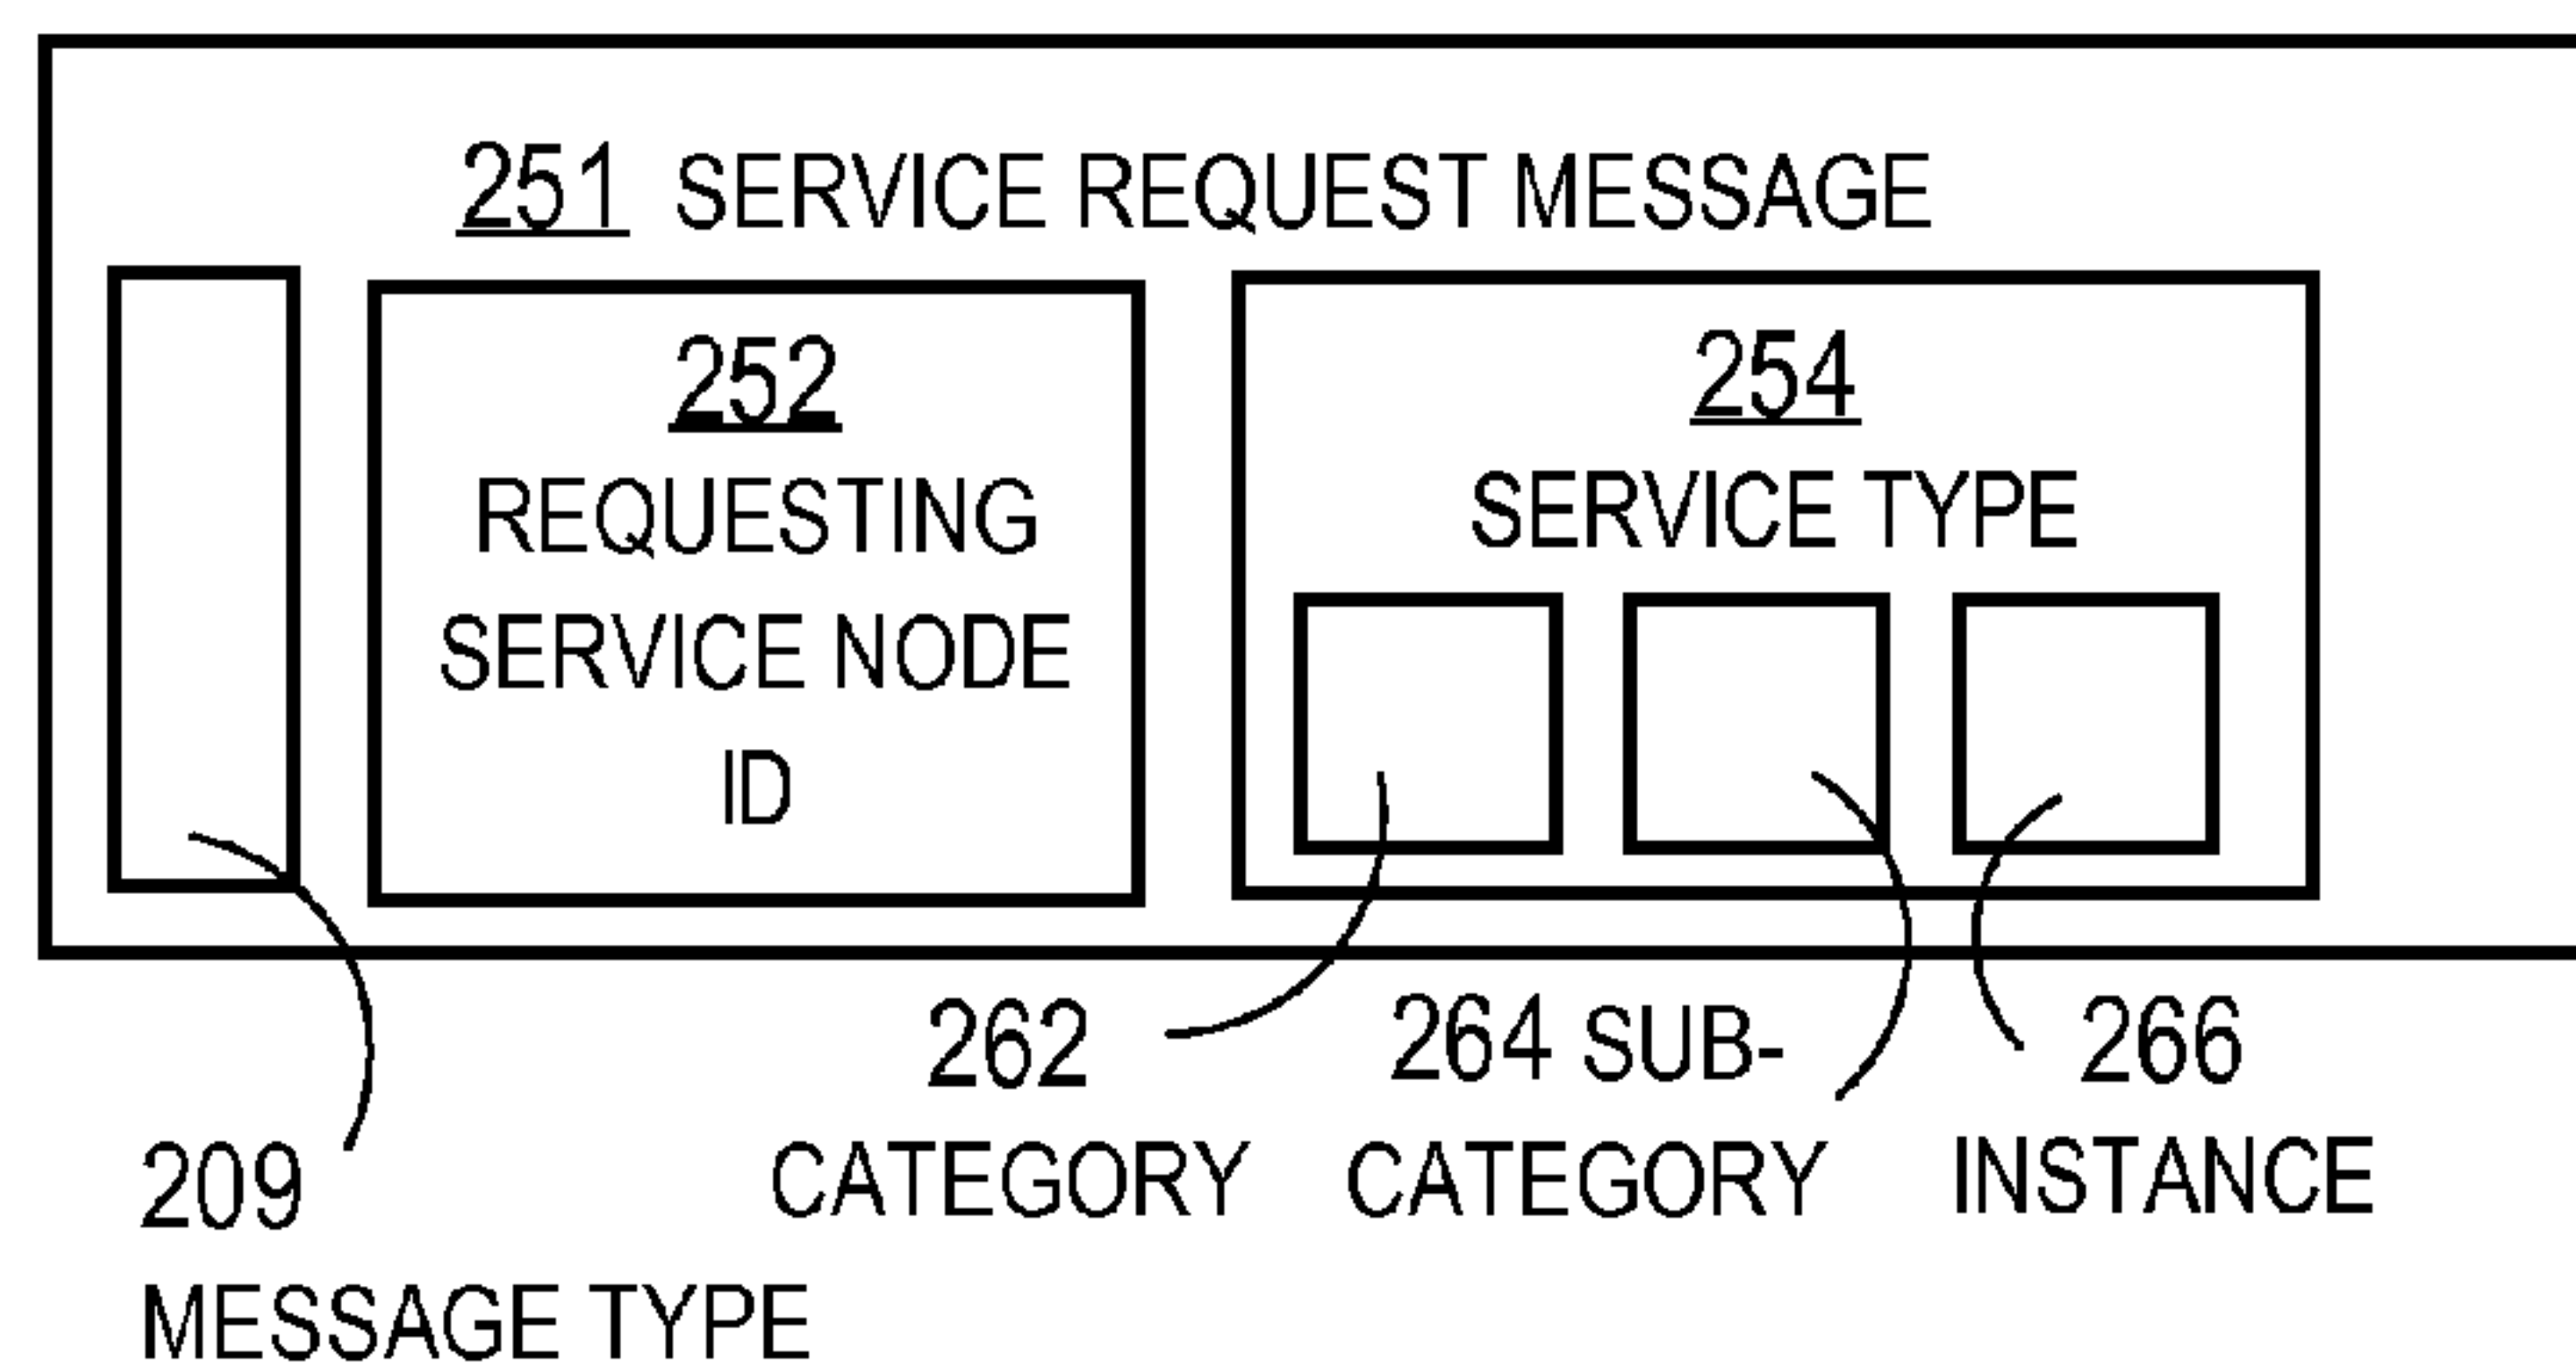 251 SERVICE REQUEST MESSAGE
252
REQUESTING
SERVICE NODE
ID
254
SERVICE TYPE
262
CATEGORY
264 SUB-
CATEGORY
266
INSTANCE
209
MESSAGE TYPE